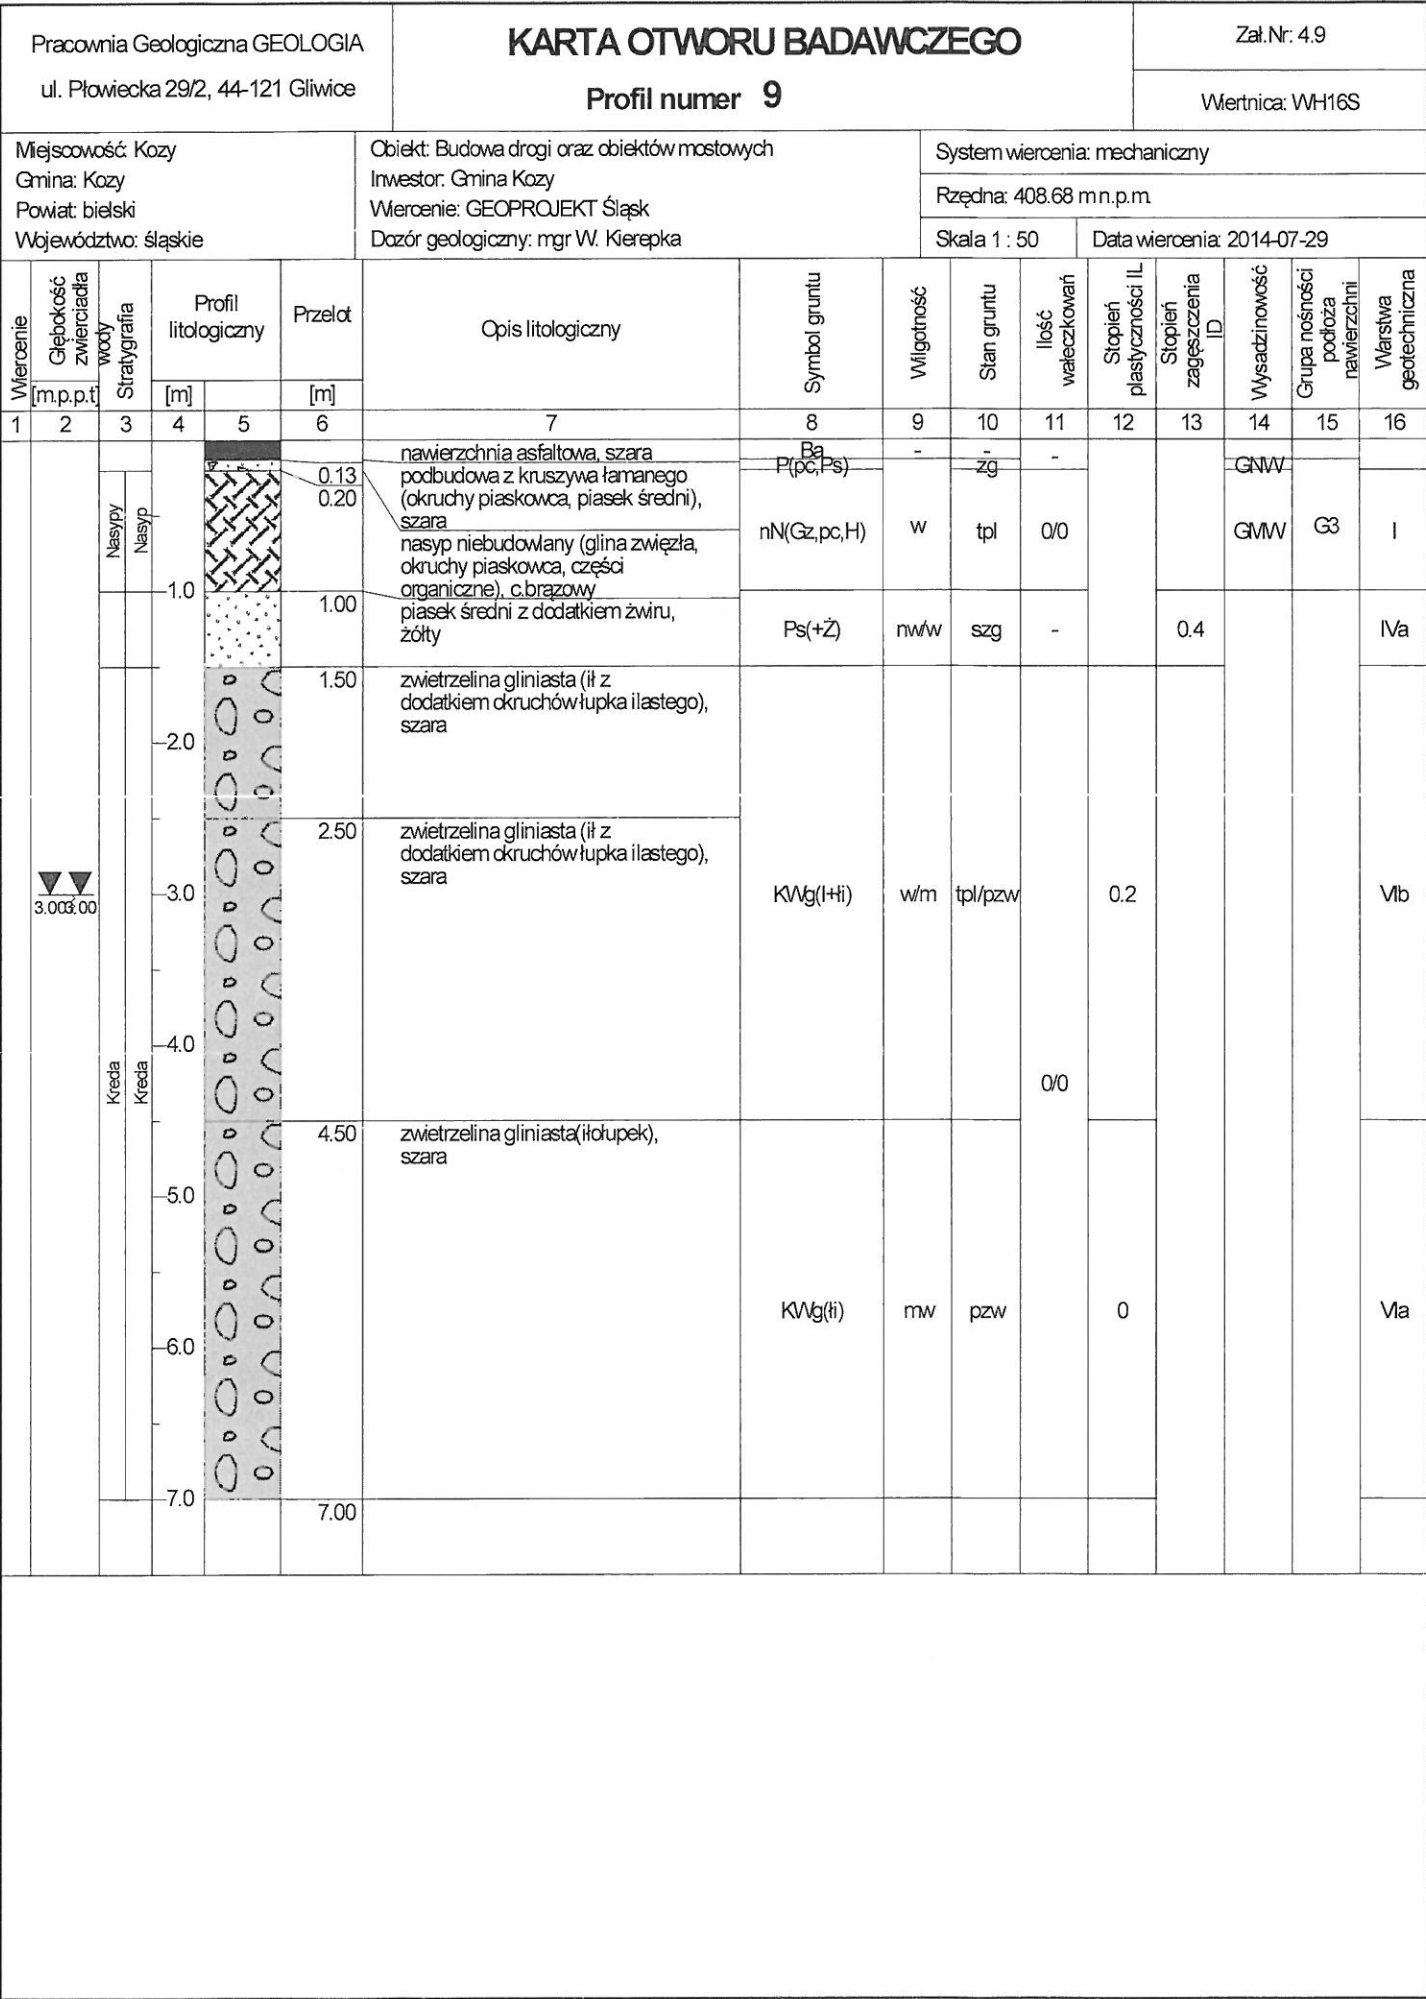 Pracownia Geologiczna GEOLOGIA
ul. Płowiecka 29/2, 44-121 Gliwice
KARTA OTWORU BADAWCZEGO
Profil numer 9
Zał.Nr: 4.9
Wiertnica: WH16S
Miejscowość: Kozy
Gmina: Kozy
Powiat: bielski
Województwo: śląskie
Obiekt: Budowa drogi oraz obiektów mostowych
Inwestor: Gmina Kozy
Wiercenie: GEOPROJEKT Śląsk
Dozór geologiczny: mgr W. Kierepka
System wiercenia: mechaniczny
Rzędna: 408.68 m n.p.m.
Skala 1 : 50
Data wiercenia: 2014-07-29
Wiercenie
Głębokość
zwierciadła
wody
[m.p.p.t]
Stratygrafia
Profil
litologiczny
[m]
Przelot
[m]
Opis litologiczny
Symbol gruntu
Wilgotność
Stan gruntu
Ilość
wałeczkowań
Stopień
plastyczności IL
Stopień
zagęszczenia
ID
Wysadzinowość
Grupa nośności
podłoża
nawierzchni
Warstwa
geotechniczna
1 2 3 4 5 6 7 8 9 10 11 12 13 14 15 16
nawierzchnia asfaltowa, szara
Ba - - -
0.13
podbudowa z kruszywa łamanego
(okruchy piaskowca, piasek średni),
szara
P(pc,Ps) zg GNW
0.20
nasyp niebudowlany (glina zwięzła,
okruchy piaskowca, części
organiczne), c.brązowy
nN(Gz,pc,H) w tpl 0/0 GMW G3 I
Nasypy
Nasyp
1.0
1.00
piasek średni z dodatkiem żwiru,
żółty
Ps(+Ż) nw/w szg - 0.4 IVa
1.50
zwietrzelina gliniasta (ił z
dodatkiem okruchów łupka ilastego),
szara
2.0
2.50
zwietrzelina gliniasta (ił z
dodatkiem okruchów łupka ilastego),
szara
3.00 3.00
3.0
KWg(I+łi) w/m tpl/pzw 0.2 VIb
4.0
Kreda
Kreda
0/0
4.50
zwietrzelina gliniasta(iłołupek),
szara
5.0
KWg(łi) mw pzw 0 VIa
6.0
7.0
7.00